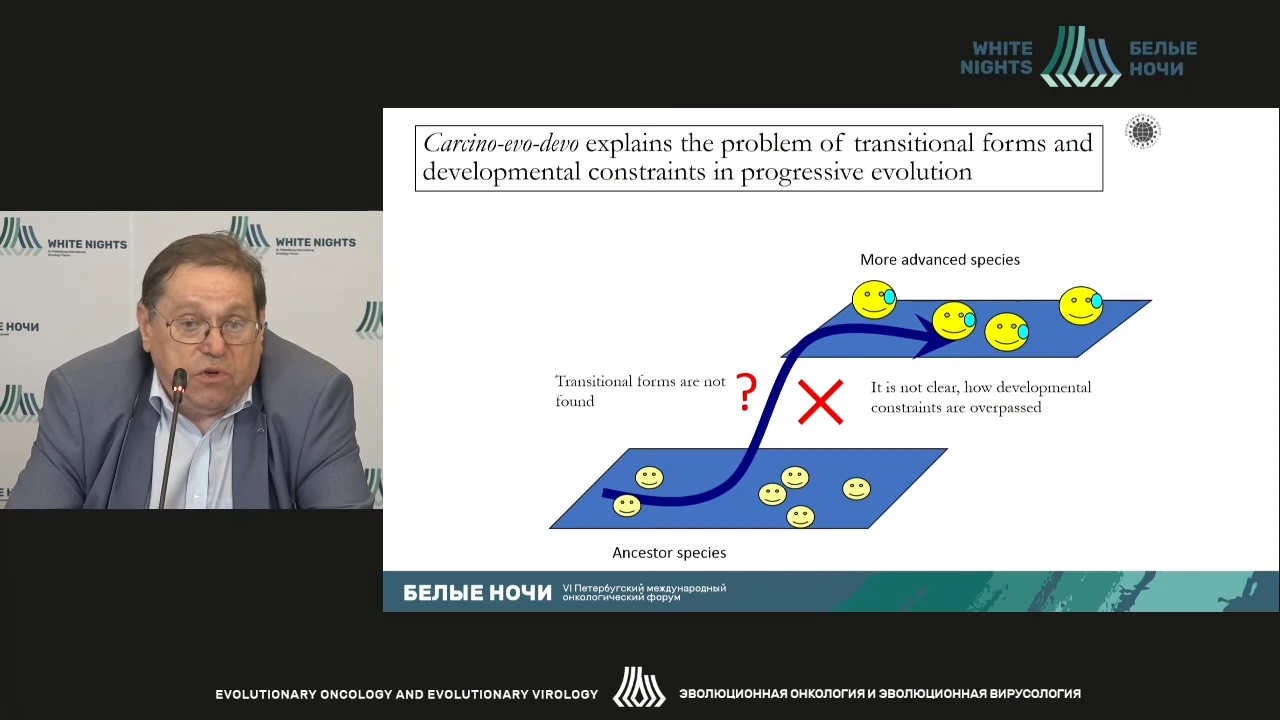 WHITE
NIGHTS
БЕЛЫЕ
НОЧИ
Carcino-evo-devo explains the problem of transitional forms and
developmental constraints in progressive evolution
WHITE NIGHTS
WHITE NIGHTS
More advanced species
Transitional forms are not
found
?
It is not clear, how developmental
constraints are overpassed
Ancestor species
БЕЛЫЕ НОЧИ
VI Петербугский международный
онкологический форум
EVOLUTIONARY ONCOLOGY AND EVOLUTIONARY VIROLOGY
ЭВОЛЮЦИОННАЯ ОНКОЛОГИЯ И ЭВОЛЮЦИОННАЯ ВИРУСОЛОГИЯ